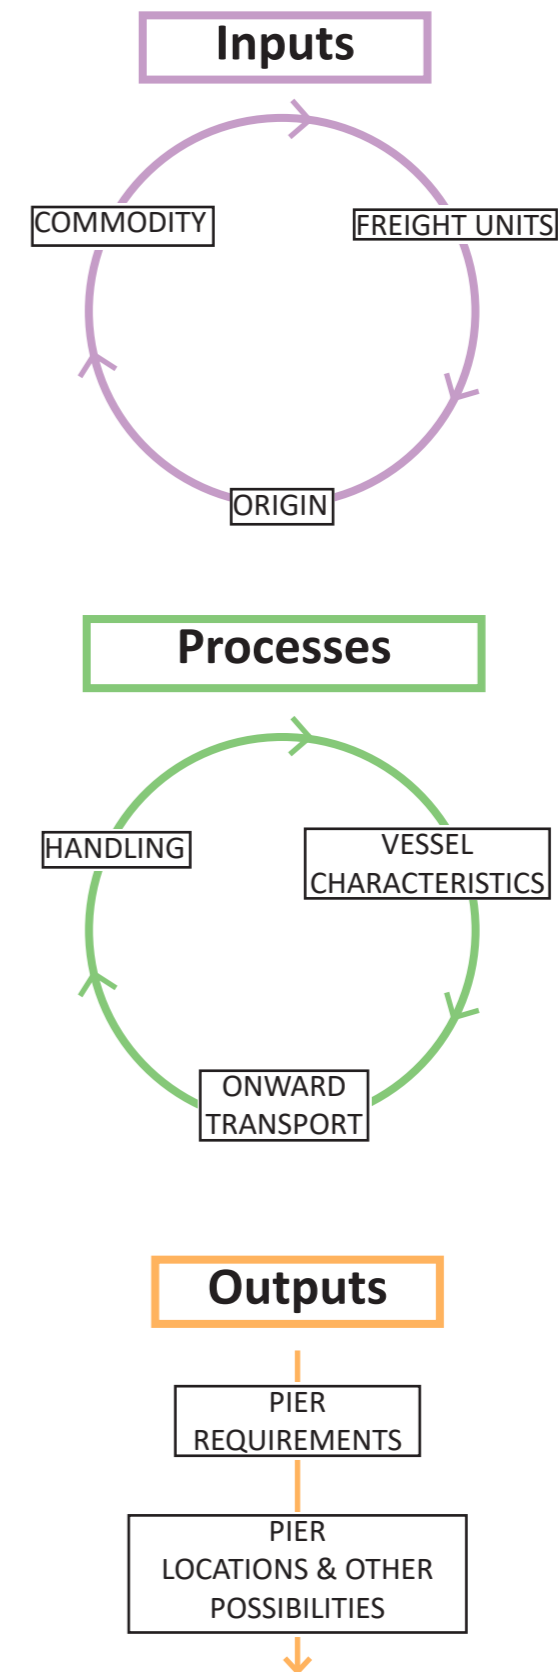 Inputs
COMMODITY
FREIGHT UNITS
ORIGIN
Processes
HANDLING
VESSEL
CHARACTERISTICS
ONWARD
TRANSPORT
Outputs
PIER
REQUIREMENTS
PIER
LOCATIONS & OTHER
POSSIBILITIES